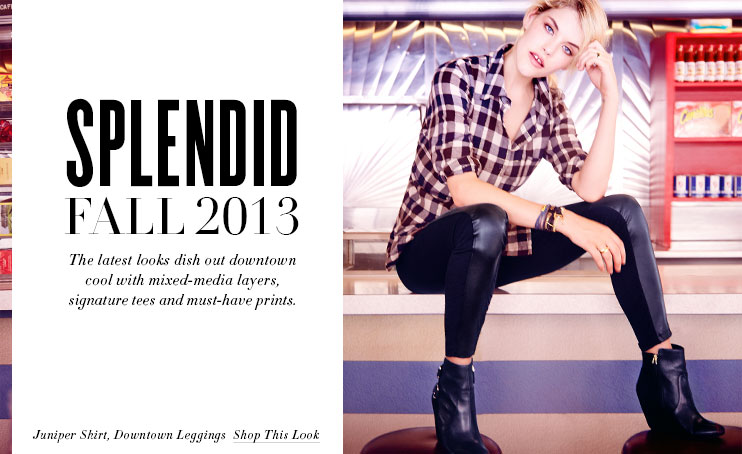 SPLENDID
FALL 2013
The latest looks dish out downtown
cool with mixed-media layers,
signature tees and must-have prints.
Juniper Shirt, Downtown Leggings Shop This Look